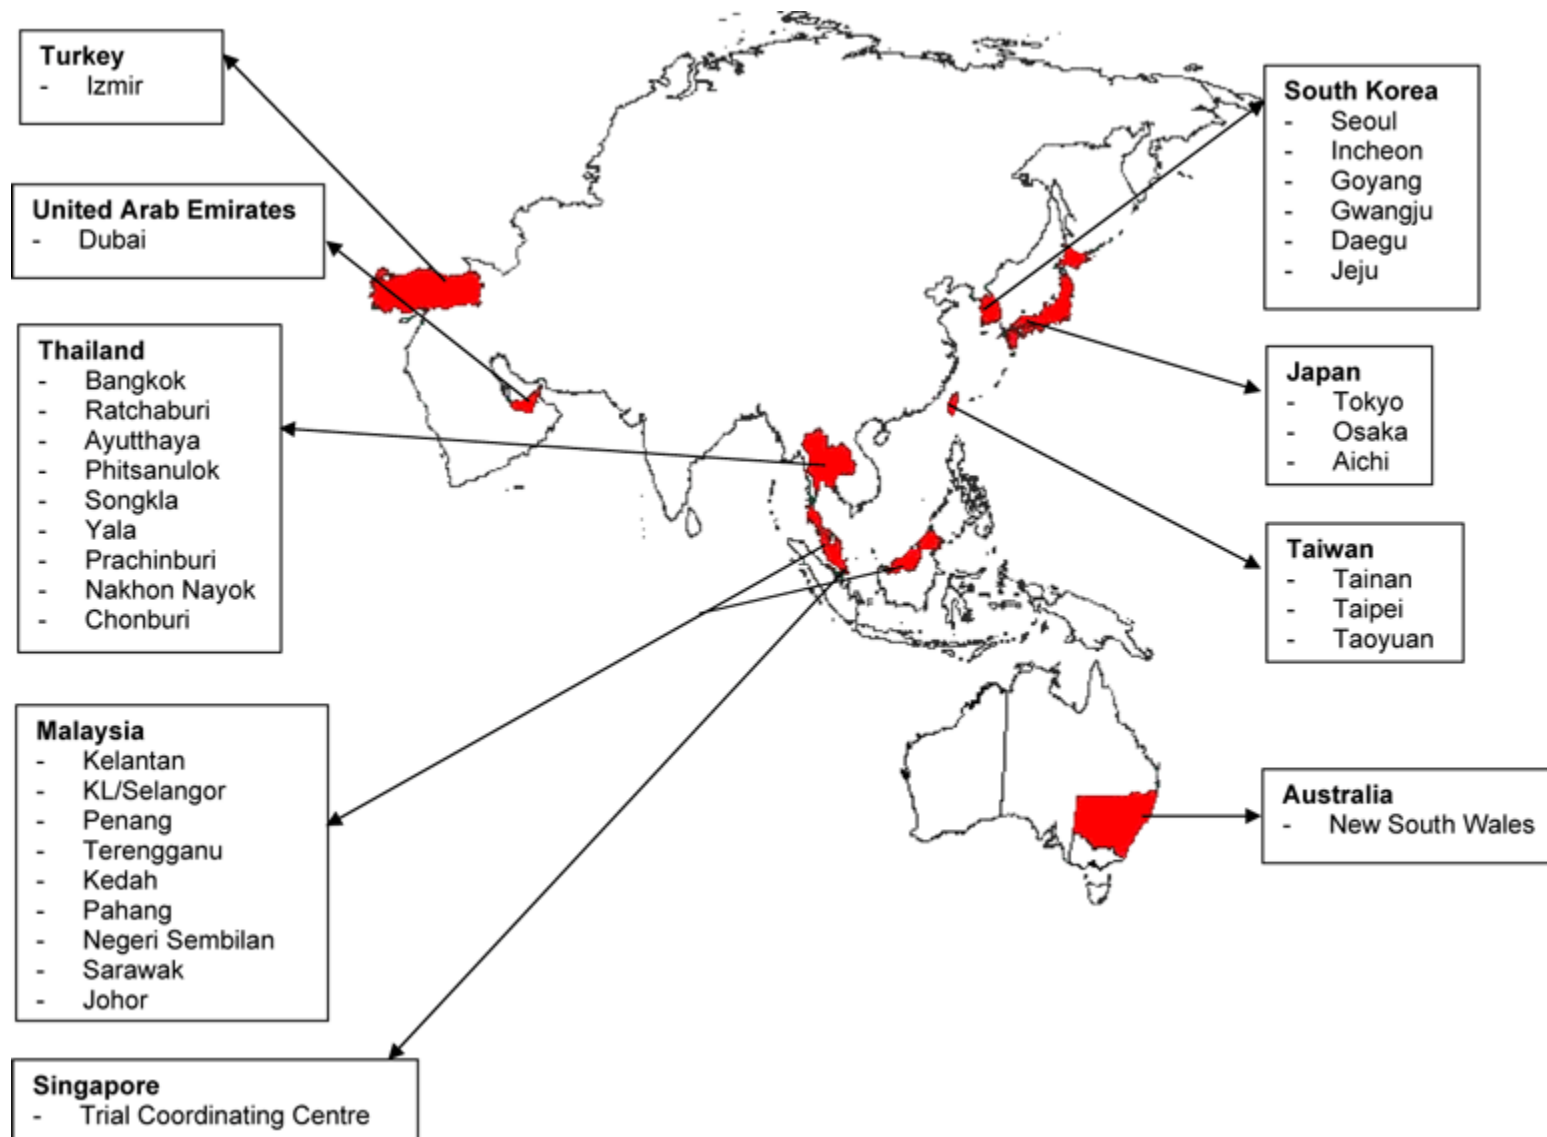 Turkey
- Izmir
United Arab Emirates
- Dubai
Thailand
- Bangkok
- Ratchaburi
- Ayutthaya
- Phitsanulok
- Songkla
- Yala
- Prachinburi
- Nakhon Nayok
- Chonburi
Malaysia
- Kelantan
- KL/Selangor
- Penang
- Terengganu
- Kedah
- Pahang
- Negeri Sembilan
- Sarawak
- Johor
Singapore
- Trial Coordinating Centre
South Korea
- Seoul
- Incheon
- Goyang
- Gwangju
- Daegu
- Jeju
Japan
- Tokyo
- Osaka
- Aichi
Taiwan
- Tainan
- Taipei
- Taoyuan
Australia
- New South Wales